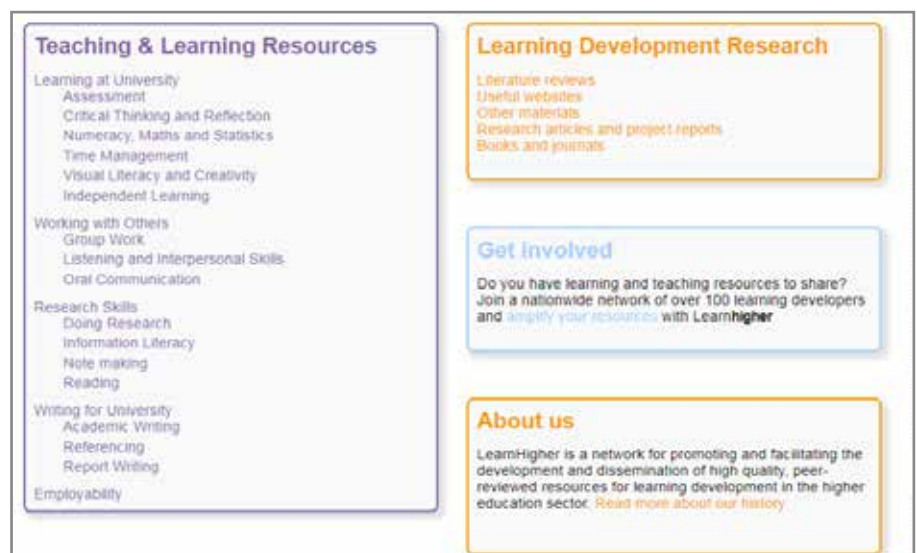 Teaching & Learning Resources
Learning at University
Assessment
Critical Thinking and Reflection
Numeracy, Maths and Statistics
Time Management
Visual Literacy and Creativity
Independent Learning
Working with Others
Group Work
Listening and Interpersonal Skills
Oral Communication
Research Skills
Doing Research
Information Literacy
Note making
Reading
Writing for University
Academic Writing
Referencing
Report Writing
Employability
Learning Development Research
Literature reviews
Useful websites
Other materials
Research articles and project reports
Books and journals
Get Involved
Do you have learning and teaching resources to share?
Join a nationwide network of over 100 learning developers
and amplify your resources with Learnhigher
About us
LearnHigher is a network for promoting and facilitating the
development and dissemination of high quality, peer-
reviewed resources for learning development in the higher
education sector. Read more about our history